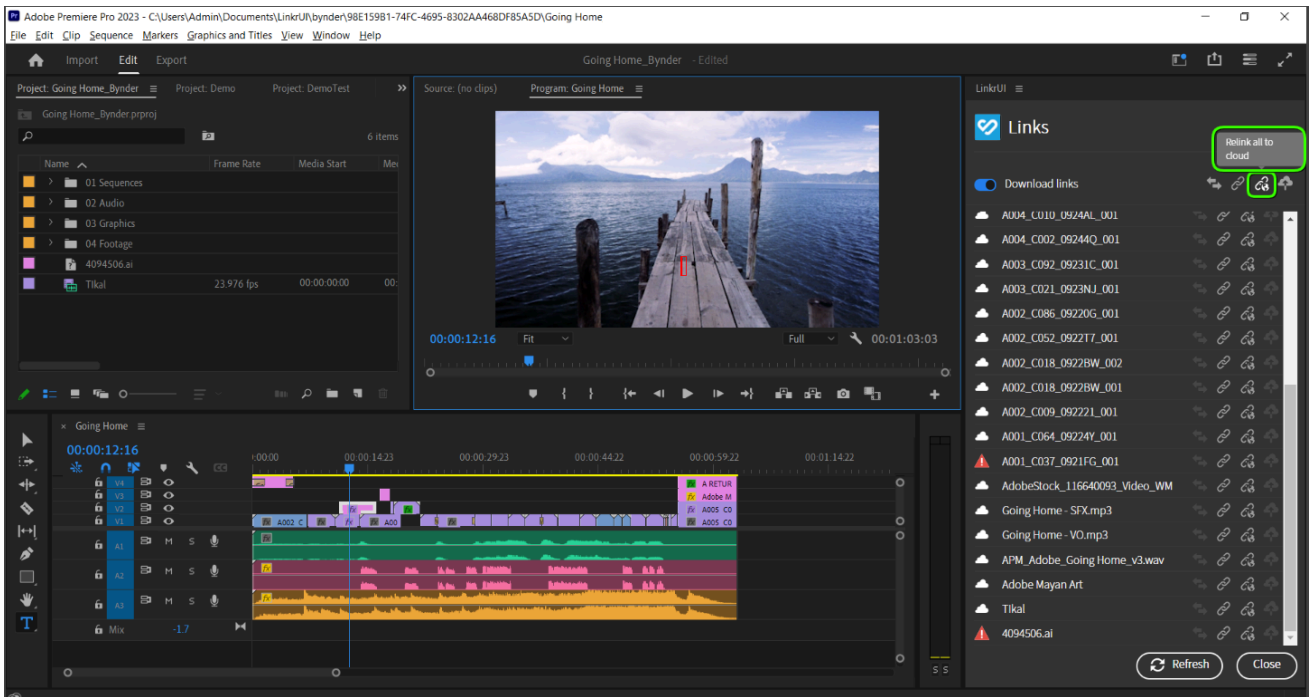 Adobe Premiere Pro 2023 - C:\Users\Admin\Documents\LinkrUI\bynder\98E159B1-74FC-4695-8302AA468DF85A5D\Going Home
File Edit Clip Sequence Markers Graphics and Titles View Window Help
Import Edit Export
Going Home_Bynder - Edited
Project: Going Home_Bynder Project: Demo Project: DemoTest
Going Home_Bynder.prproj
6 items
Name Frame Rate Media Start
01 Sequences
02 Audio
03 Graphics
04 Footage
4094506.ai
TIkal 23.976 fps 00:00:00:00 00:
Source: (no clips) Program: Going Home
00:00:12:16 Fit Full 00:01:03:03
LinkrUI
Links
Relink all to
cloud
Download links
A004_C010_0924AL_001
A004_C002_09244Q_001
A003_C092_09231C_001
A003_C021_0923NJ_001
A002_C086_09220G_001
A002_C052_0922T7_001
A002_C018_0922BW_002
A002_C018_0922BW_001
A002_C009_092221_001
A001_C064_09224Y_001
A001_C037_0921FG_001
AdobeStock_116640093_Video_WM
Going Home - SFX.mp3
Going Home - VO.mp3
APM_Adobe_Going Home_v3.wav
Adobe Mayan Art
TIkal
4094506.ai
Refresh Close
Going Home
00:00:12:16
:00:00 00:00:14:23 00:00:29:23 00:00:44:22 00:00:59:22 00:01:14:22
V4
V3
V2
V1
A RETUR
Adobe M
A005 C0
A002 C A00 A005 C0
A1 M S
A2 M S
A3 M S
Mix -1.7
S S